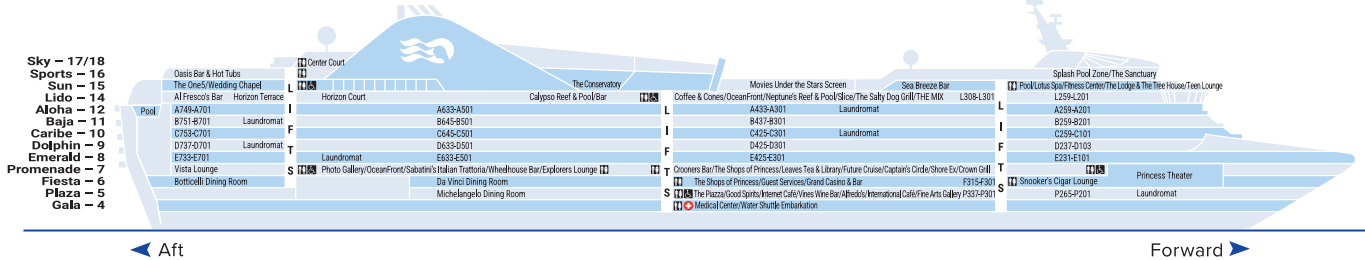 Sky – 17/18 Center Court
Sports – 16 Oasis Bar & Hot Tubs Splash Pool Zone/The Sanctuary
Sun – 15 The One5/Wedding Chapel The Conservatory Movies Under the Stars Screen Sea Breeze Bar Pool/Lotus Spa/Fitness Center/The Lodge & The Tree House/Teen Lounge
Lido – 14 Al Fresco's Bar Horizon Terrace Horizon Court Calypso Reef & Pool/Bar Coffee & Cones/OceanFront/Neptune's Reef & Pool/Slice/The Salty Dog Grill/THE MIX L308-L301 L259-L201
Aloha – 12 Pool A749-A701 A633-A501 A433-A301 Laundromat A259-A201
Baja – 11 B751-B701 Laundromat B645-B501 B437-B301 B259-B201
Caribe – 10 C753-C701 C645-C501 C425-C301 Laundromat C259-C101
Dolphin – 9 D737-D701 Laundromat D633-D501 D425-D301 D237-D103
Emerald – 8 E733-E701 Laundromat E633-E501 E425-E301 E231-E101
Promenade – 7 Vista Lounge Photo Gallery/OceanFront/Sabatini's Italian Trattoria/Wheelhouse Bar/Explorers Lounge Crooners Bar/The Shops of Princess/Leaves Tea & Library/Future Cruise/Captain's Circle/Shore Ex/Crown Grill
Fiesta – 6 Botticelli Dining Room Da Vinci Dining Room The Shops of Princess/Guest Services/Grand Casino & Bar F315-F301 Snooker's Cigar Lounge Princess Theater
Plaza – 5 Michelangelo Dining Room The Piazza/Good Spirits/Internet Café/Vines Wine Bar/Alfredo's/International Café/Fine Arts Gallery P337-P301 P265-P201 Laundromat
Gala – 4 Medical Center/Water Shuttle Embarkation
LIFTS
LIFTS
LIFTS
Aft Forward